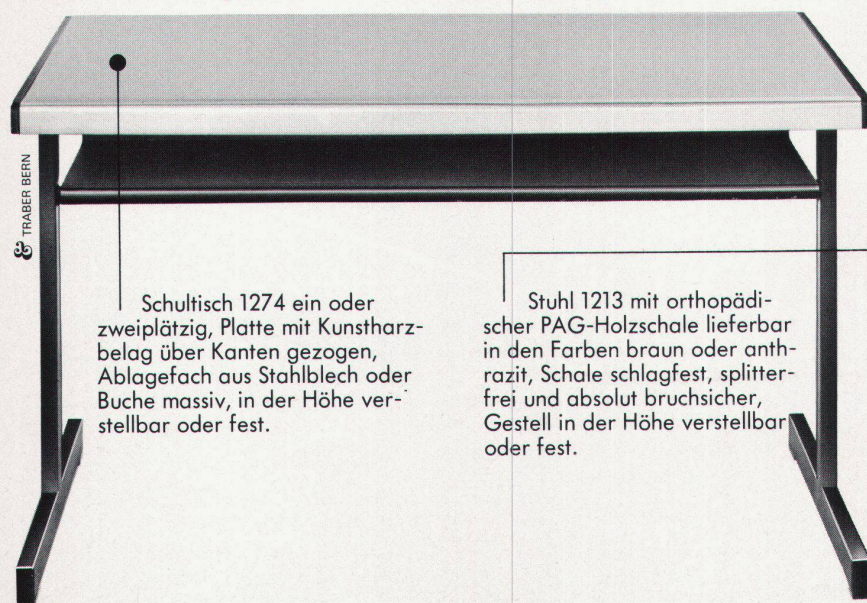 & TRABER BERN
Schultisch 1274 ein oder
zweiplätzig, Platte mit Kunstharz-
belag über Kanten gezogen,
Ablagefach aus Stahlblech oder
Buche massiv, in der Höhe ver-
stellbar oder fest.
Stuhl 1213 mit orthopädi-
scher PAG-Holzschale lieferbar
in den Farben braun oder anth-
razit, Schale schlagfest, splitter-
frei und absolut bruchsicher,
Gestell in der Höhe verstellbar
oder fest.